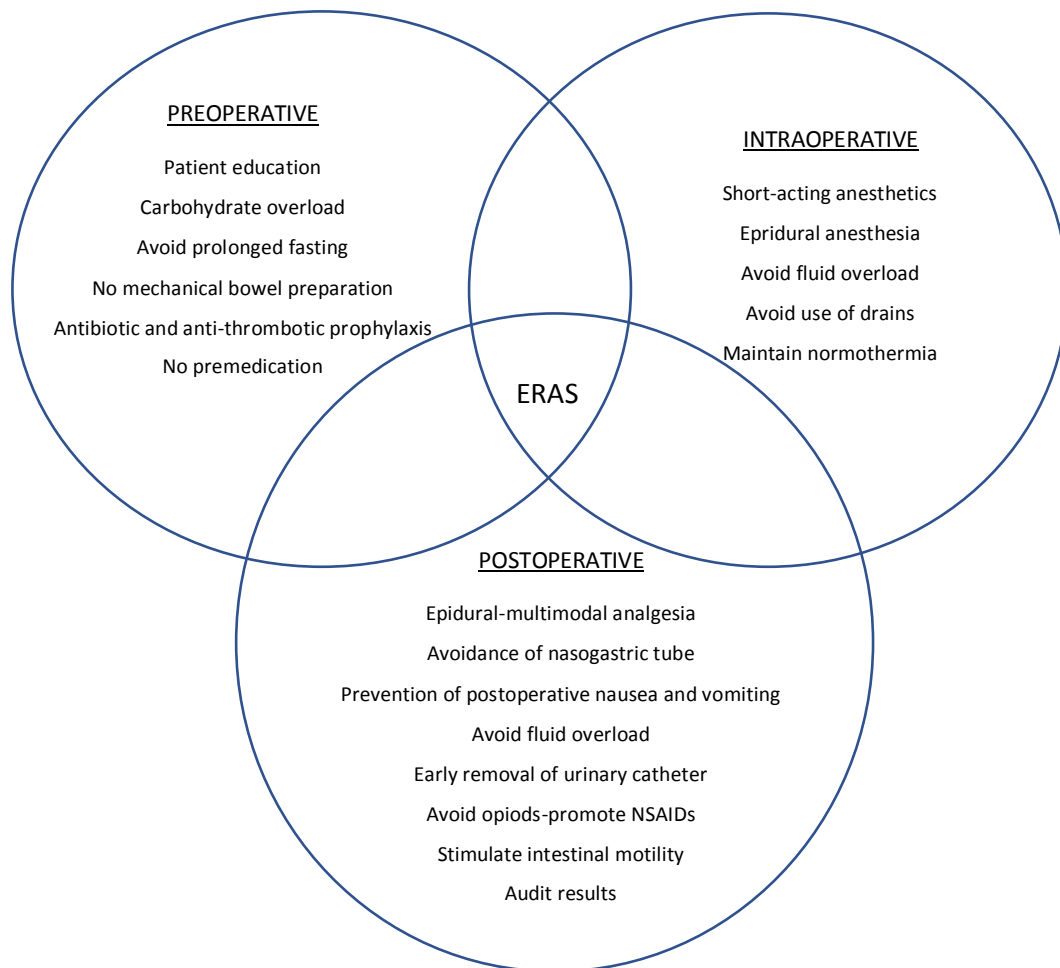 PREOPERATIVE
Patient education
Carbohydrate overload
Avoid prolonged fasting
No mechanical bowel preparation
Antibiotic and anti-thrombotic prophylaxis
No premedication
INTRAOPERATIVE
Short-acting anesthetics
Epridural anesthesia
Avoid fluid overload
Avoid use of drains
Maintain normothermia
ERAS
POSTOPERATIVE
Epidural-multimodal analgesia
Avoidance of nasogastric tube
Prevention of postoperative nausea and vomiting
Avoid fluid overload
Early removal of urinary catheter
Avoid opiods-promote NSAIDs
Stimulate intestinal motility
Audit results